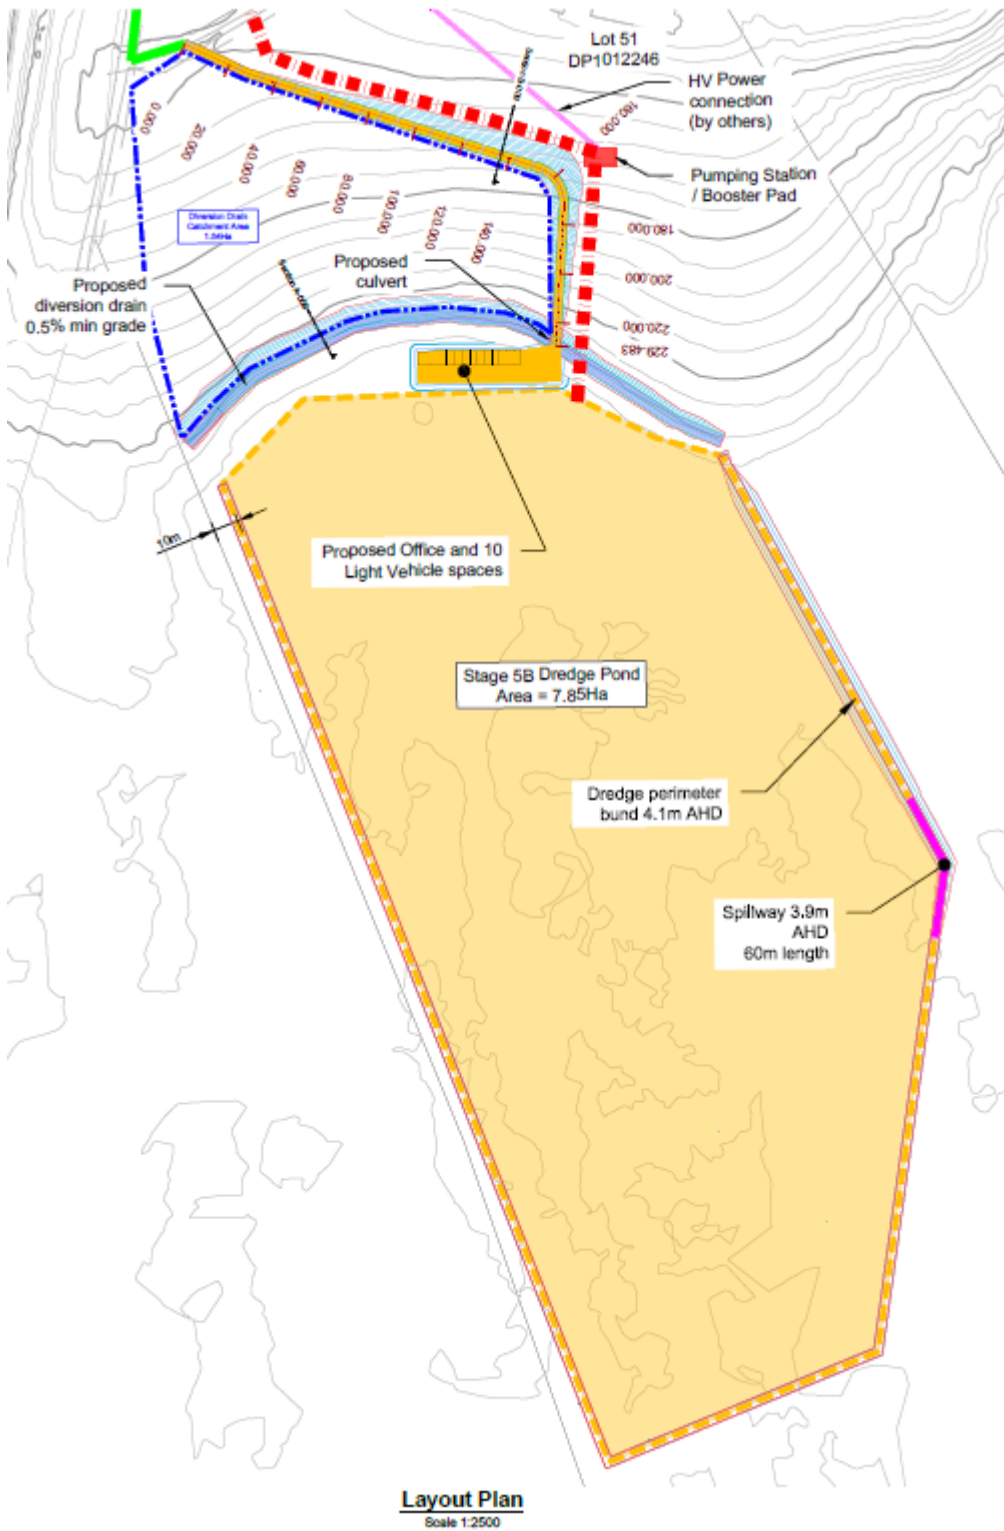 Lot 51
DP1012246
HV Power
connection
(by others)
0.000
20.000
40.000
60.000
80.000
100.000
120.000
140.000
160.000
Pumping Station
/ Booster Pad
180.000
200.000
220.000
229.483
Diversion Drain
Catchment Area
Proposed
culvert
Proposed
diversion drain
0.5% min grade
10m
Proposed Office and 10
Light Vehicle spaces
Stage 5B Dredge Pond
Area = 7.85Ha
Dredge perimeter
bund 4.1m AHD
Spillway 3.9m
AHD
60m length
Layout Plan
Scale 1:2500